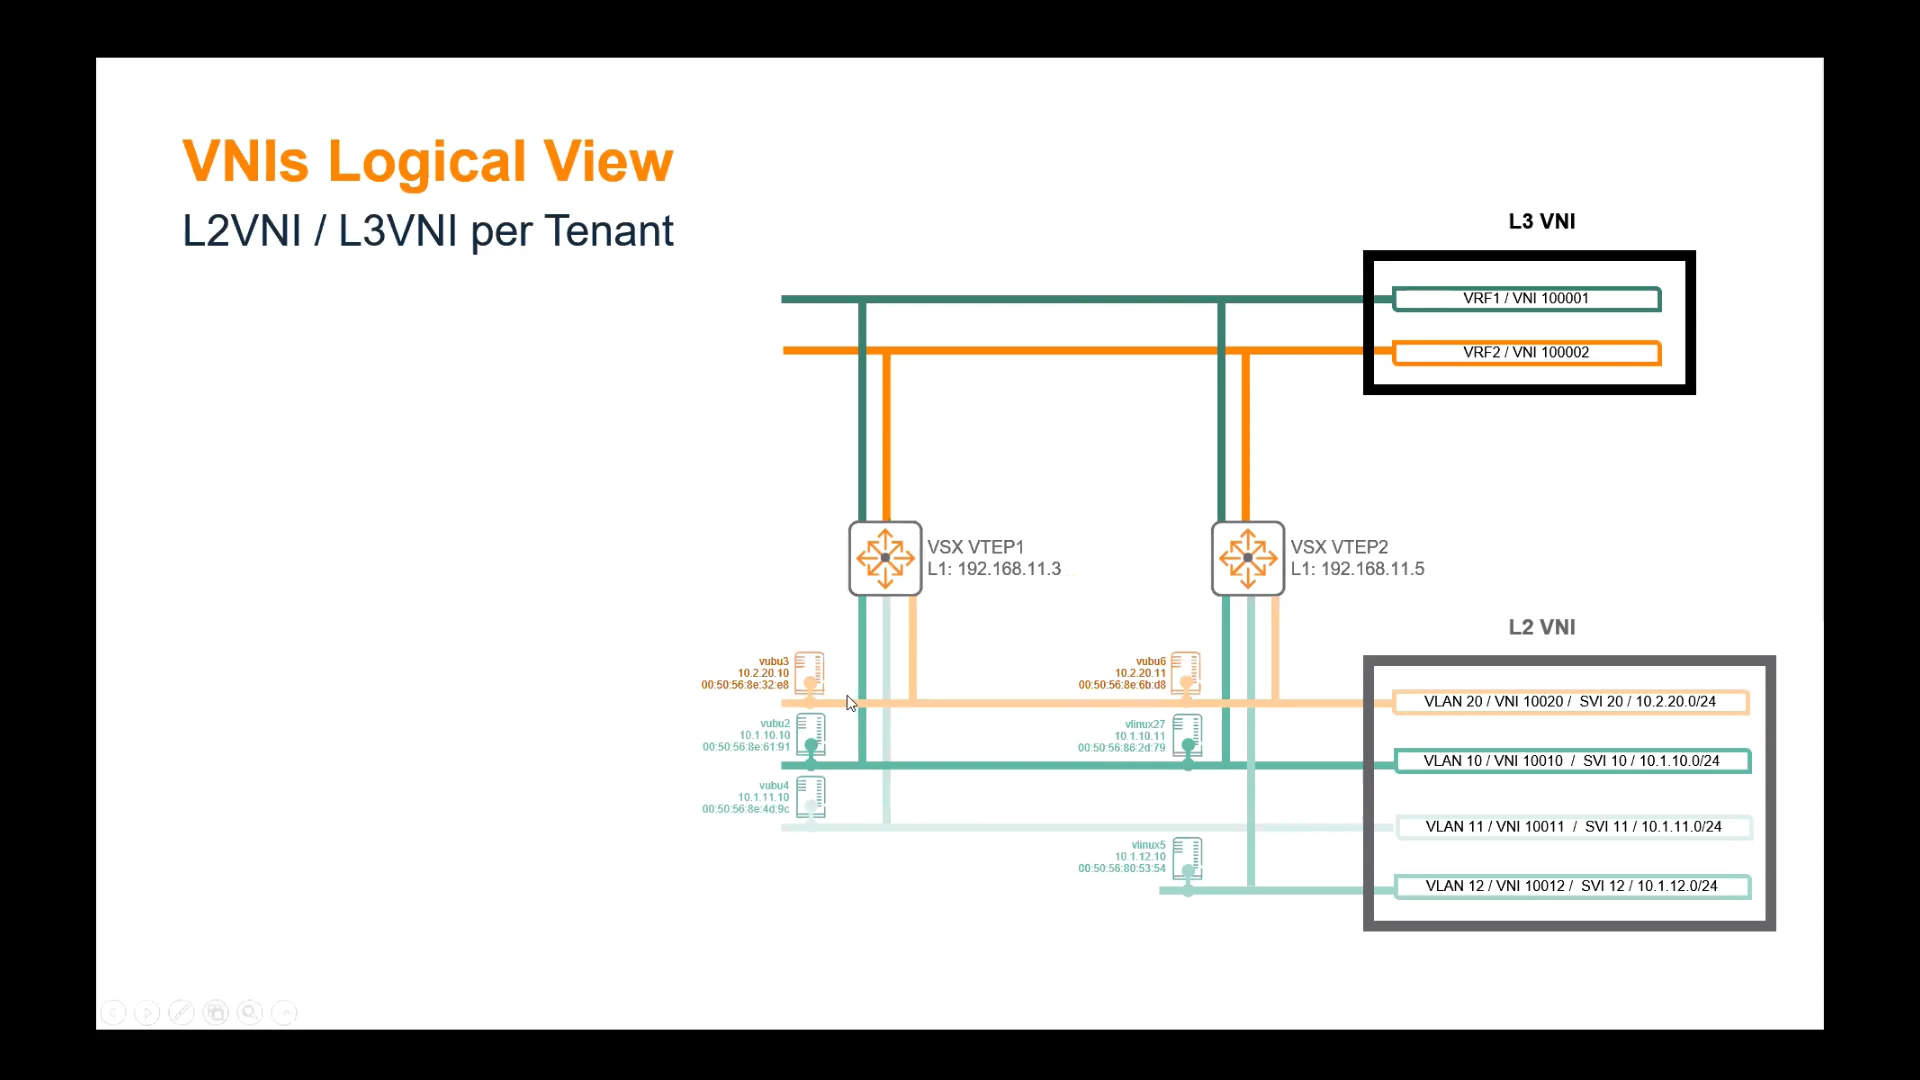 VNIs Logical View
L2VNI / L3VNI per Tenant
L3 VNI
VRF1 / VNI 100001
VRF2 / VNI 100002
VSX VTEP1
L1: 192.168.11.3
VSX VTEP2
L1: 192.168.11.5
L2 VNI
vubu3
10.2.20.10
00:50:56:8e:32:e8
vubu6
10.2.20.11
00:50:56:8e:6b:d8
VLAN 20 / VNI 10020 / SVI 20 / 10.2.20.0/24
vubu2
10.1.10.10
00:50:56:8e:61:91
vlinux27
10.1.10.11
00:50:56:86:2d:79
VLAN 10 / VNI 10010 / SVI 10 / 10.1.10.0/24
vubu4
10.1.11.10
00:50:56:8e:4d:9c
VLAN 11 / VNI 10011 / SVI 11 / 10.1.11.0/24
vlinux5
10.1.12.10
00:50:56:80:53:54
VLAN 12 / VNI 10012 / SVI 12 / 10.1.12.0/24